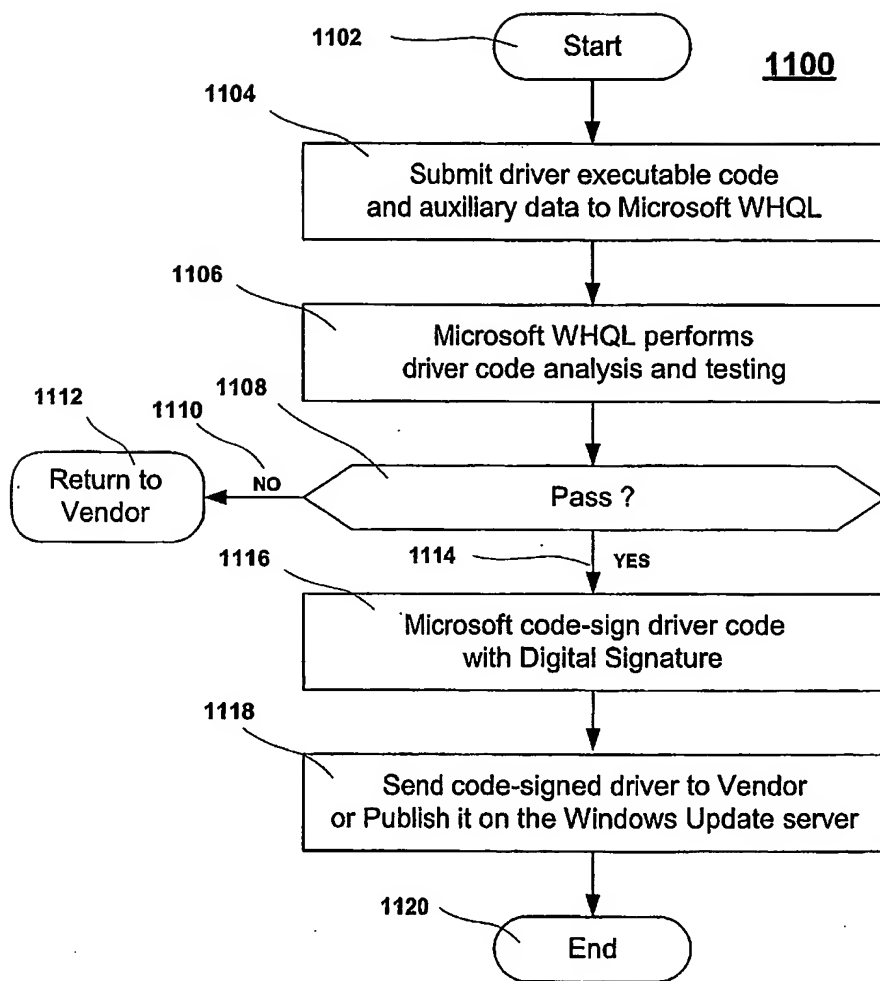 1102
Start
1100
1104
Submit driver executable code
and auxiliary data to Microsoft WHQL
1106
Microsoft WHQL performs
driver code analysis and testing
1112
1110
1108
Return to
Vendor
NO
Pass ?
1114
YES
1116
Microsoft code-sign driver code
with Digital Signature
1118
Send code-signed driver to Vendor
or Publish it on the Windows Update server
1120
End